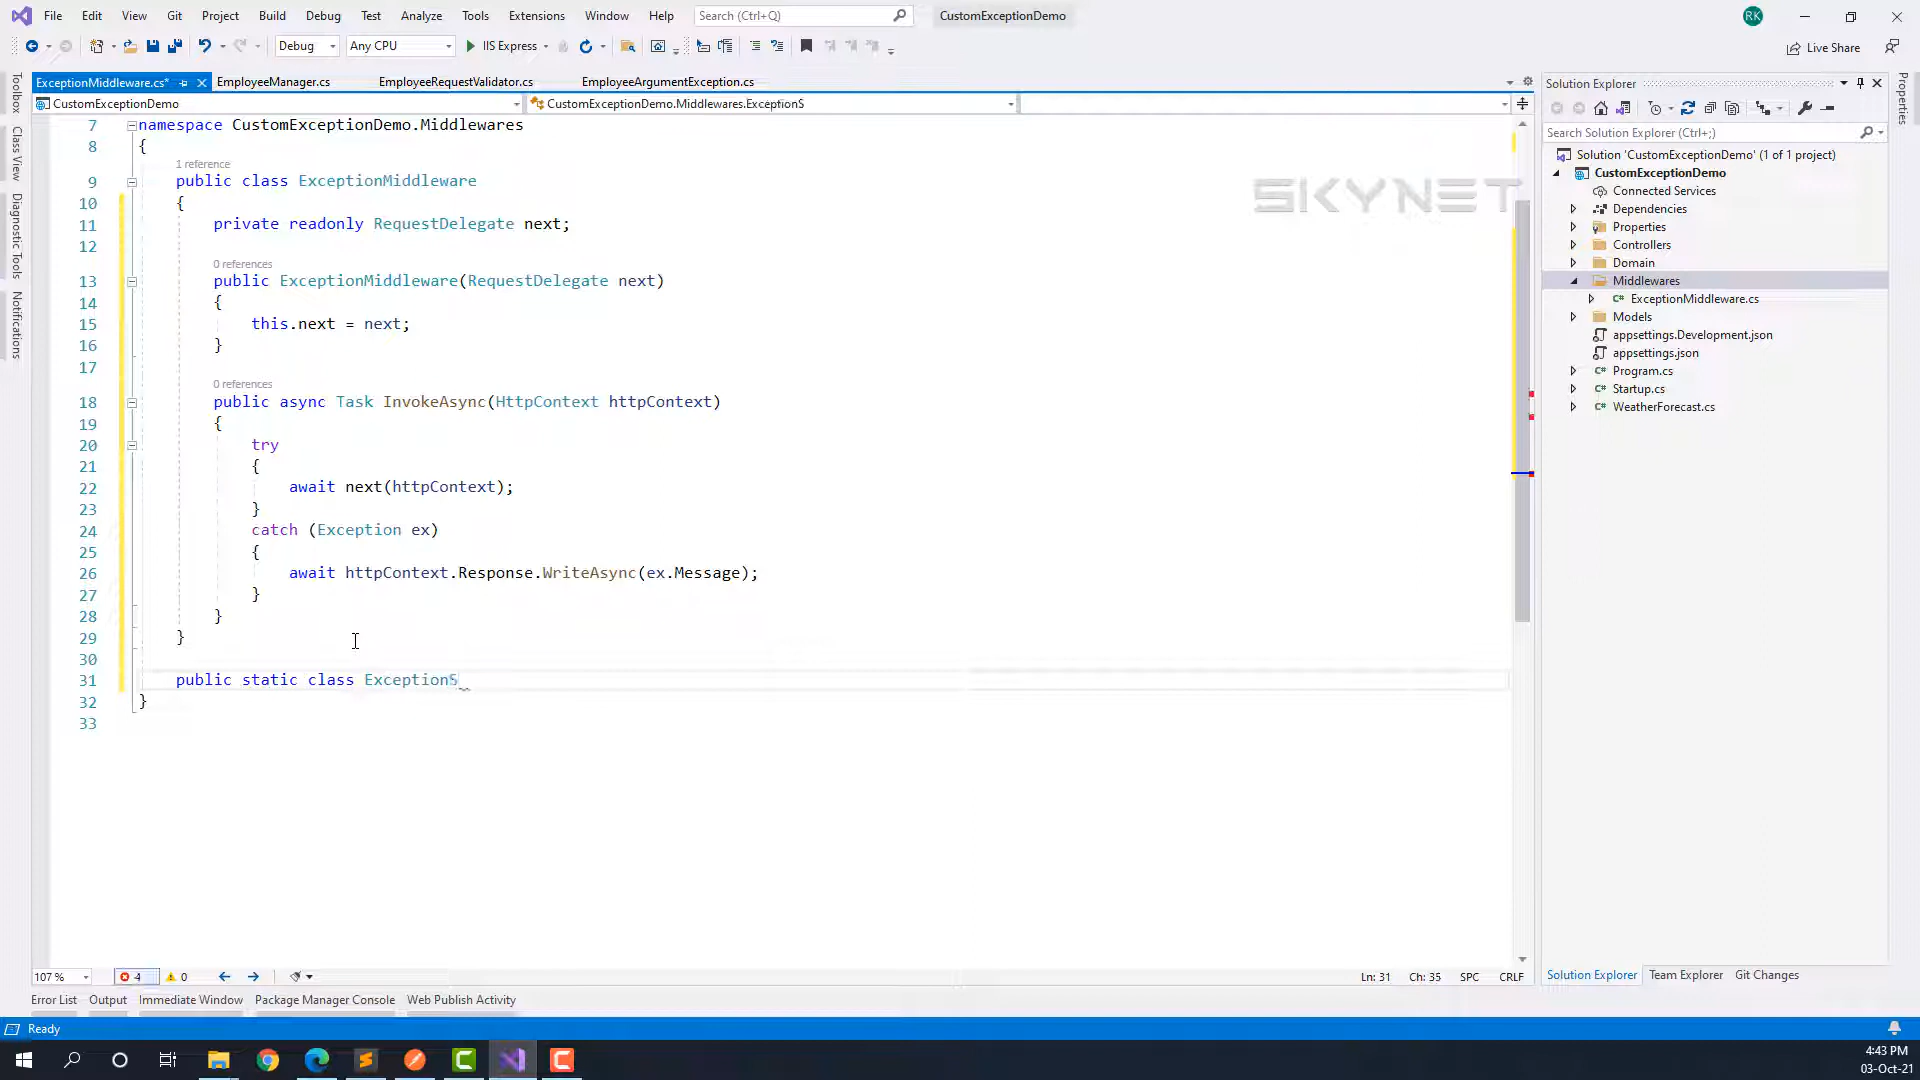 File Edit View Git Project Build Debug Test Analyze Tools Extensions Window Help Search (Ctrl+Q) CustomExceptionDemo RK
Debug Any CPU IIS Express Live Share
ExceptionMiddleware.cs* EmployeeManager.cs EmployeeRequestValidator.cs EmployeeArgumentException.cs
CustomExceptionDemo CustomExceptionDemo.Middlewares.ExceptionS
Toolbox
Class View
Diagnostic Tools
Notifications
7 namespace CustomExceptionDemo.Middlewares
8 {
1 reference
9 public class ExceptionMiddleware
10 {
11 private readonly RequestDelegate next;
12
0 references
13 public ExceptionMiddleware(RequestDelegate next)
14 {
15 this.next = next;
16 }
17
0 references
18 public async Task InvokeAsync(HttpContext httpContext)
19 {
20 try
21 {
22 await next(httpContext);
23 }
24 catch (Exception ex)
25 {
26 await httpContext.Response.WriteAsync(ex.Message);
27 }
28 }
29 }
30
31 public static class ExceptionS
32 }
33
SKYNET
Solution Explorer
Search Solution Explorer (Ctrl+;)
Solution 'CustomExceptionDemo' (1 of 1 project)
CustomExceptionDemo
Connected Services
Dependencies
Properties
Controllers
Domain
Middlewares
C# ExceptionMiddleware.cs
Models
appsettings.Development.json
appsettings.json
C# Program.cs
C# Startup.cs
C# WeatherForecast.cs
Solution Explorer Team Explorer Git Changes
Properties
107 % 4 0 Ln: 31 Ch: 35 SPC CRLF
Error List Output Immediate Window Package Manager Console Web Publish Activity
Ready
4:43 PM
03-Oct-21